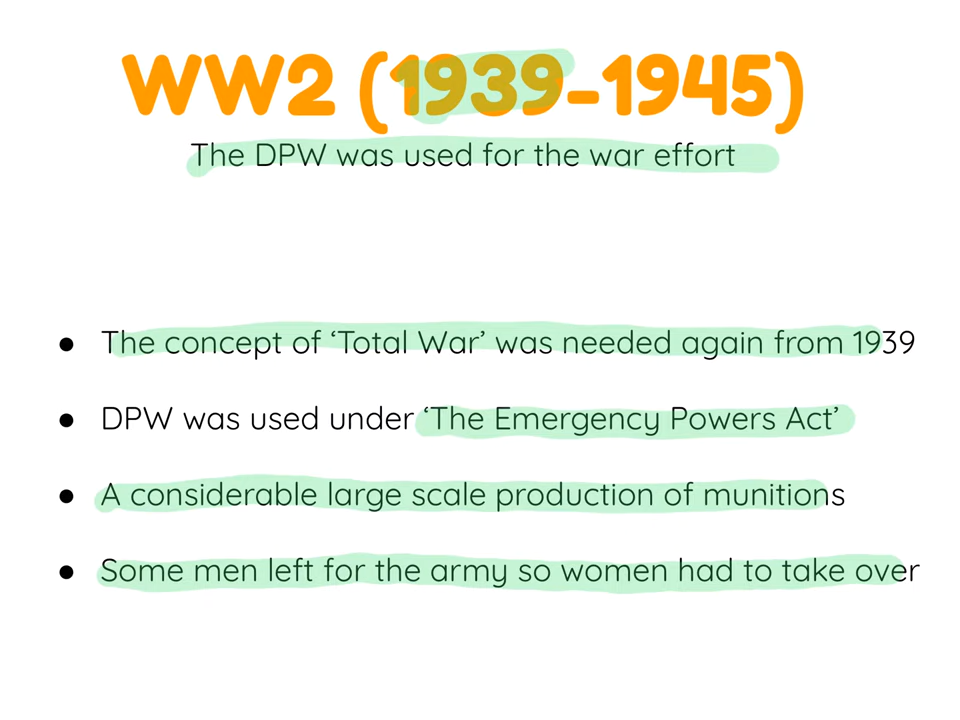 WW2 (1939-1945)
The DPW was used for the war effort
● The concept of ‘Total War’ was needed again from 1939
● DPW was used under ‘The Emergency Powers Act’
● A considerable large scale production of munitions
● Some men left for the army so women had to take over